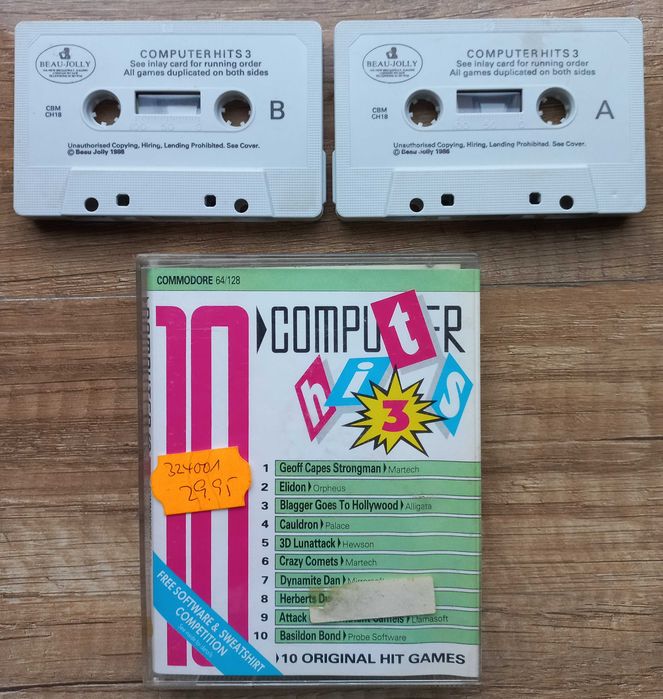 BEAU-JOLLY
COMPUTER HITS 3
See inlay card for running order
All games duplicated on both sides
CBM
CH18
B
Unauthorised Copying, Hiring, Lending Prohibited. See Cover.
© Beau Jolly 1986
BEAU-JOLLY
COMPUTER HITS 3
See inlay card for running order
All games duplicated on both sides
CBM
CH18
A
Unauthorised Copying, Hiring, Lending Prohibited. See Cover.
© Beau Jolly 1986
COMMODORE 64/128
10
COMPUTER
hits
3
324001
29.95
1 Geoff Capes Strongman Martech
2 Elidon Orpheus
3 Blagger Goes To Hollywood Alligata
4 Cauldron Palace
5 3D Lunattack Hewson
6 Crazy Comets Martech
7 Dynamite Dan
8 Herberts
9 Attack Camels Llamasoft
10 Basildon Bond Probe Software
10 ORIGINAL HIT GAMES
FREE SOFTWARE & SWEATSHIRT
COMPETITION